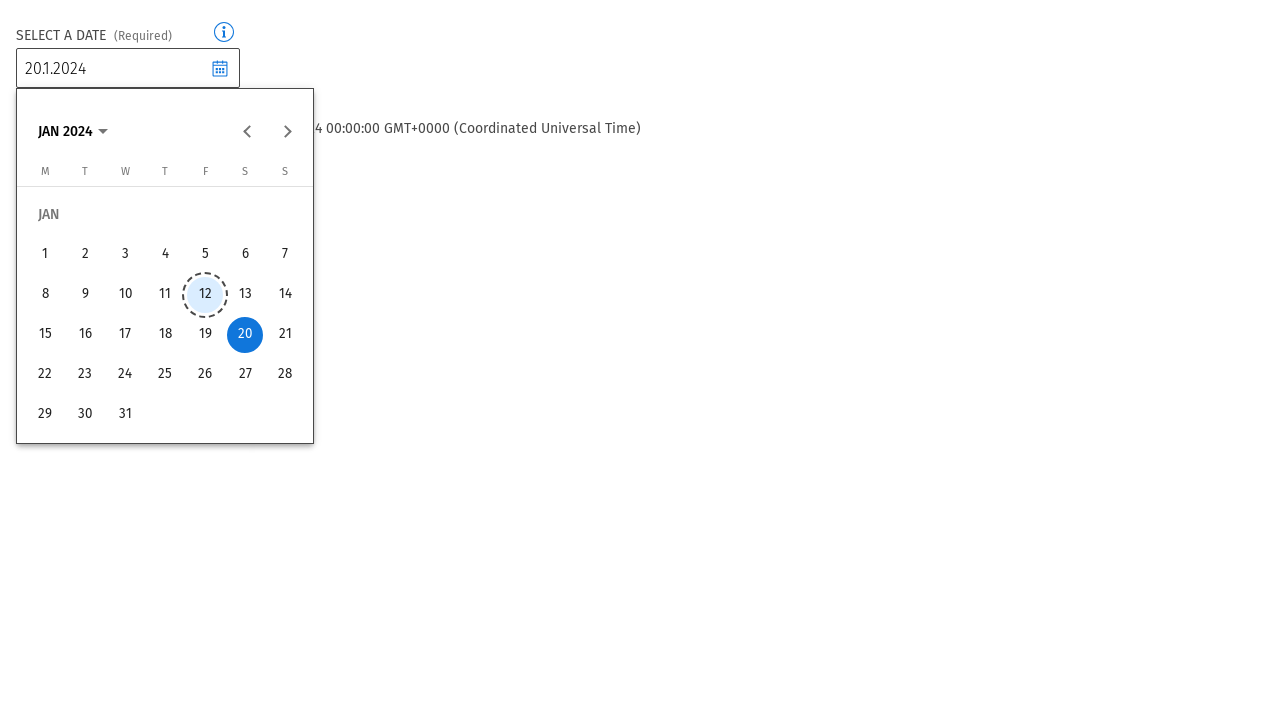 SELECT A DATE (Required)
20.1.2024
JAN 2024
4 00:00:00 GMT+0000 (Coordinated Universal Time)
M T W T F S S
JAN
1 2 3 4 5 6 7
8 9 10 11 12 13 14
15 16 17 18 19 20 21
22 23 24 25 26 27 28
29 30 31